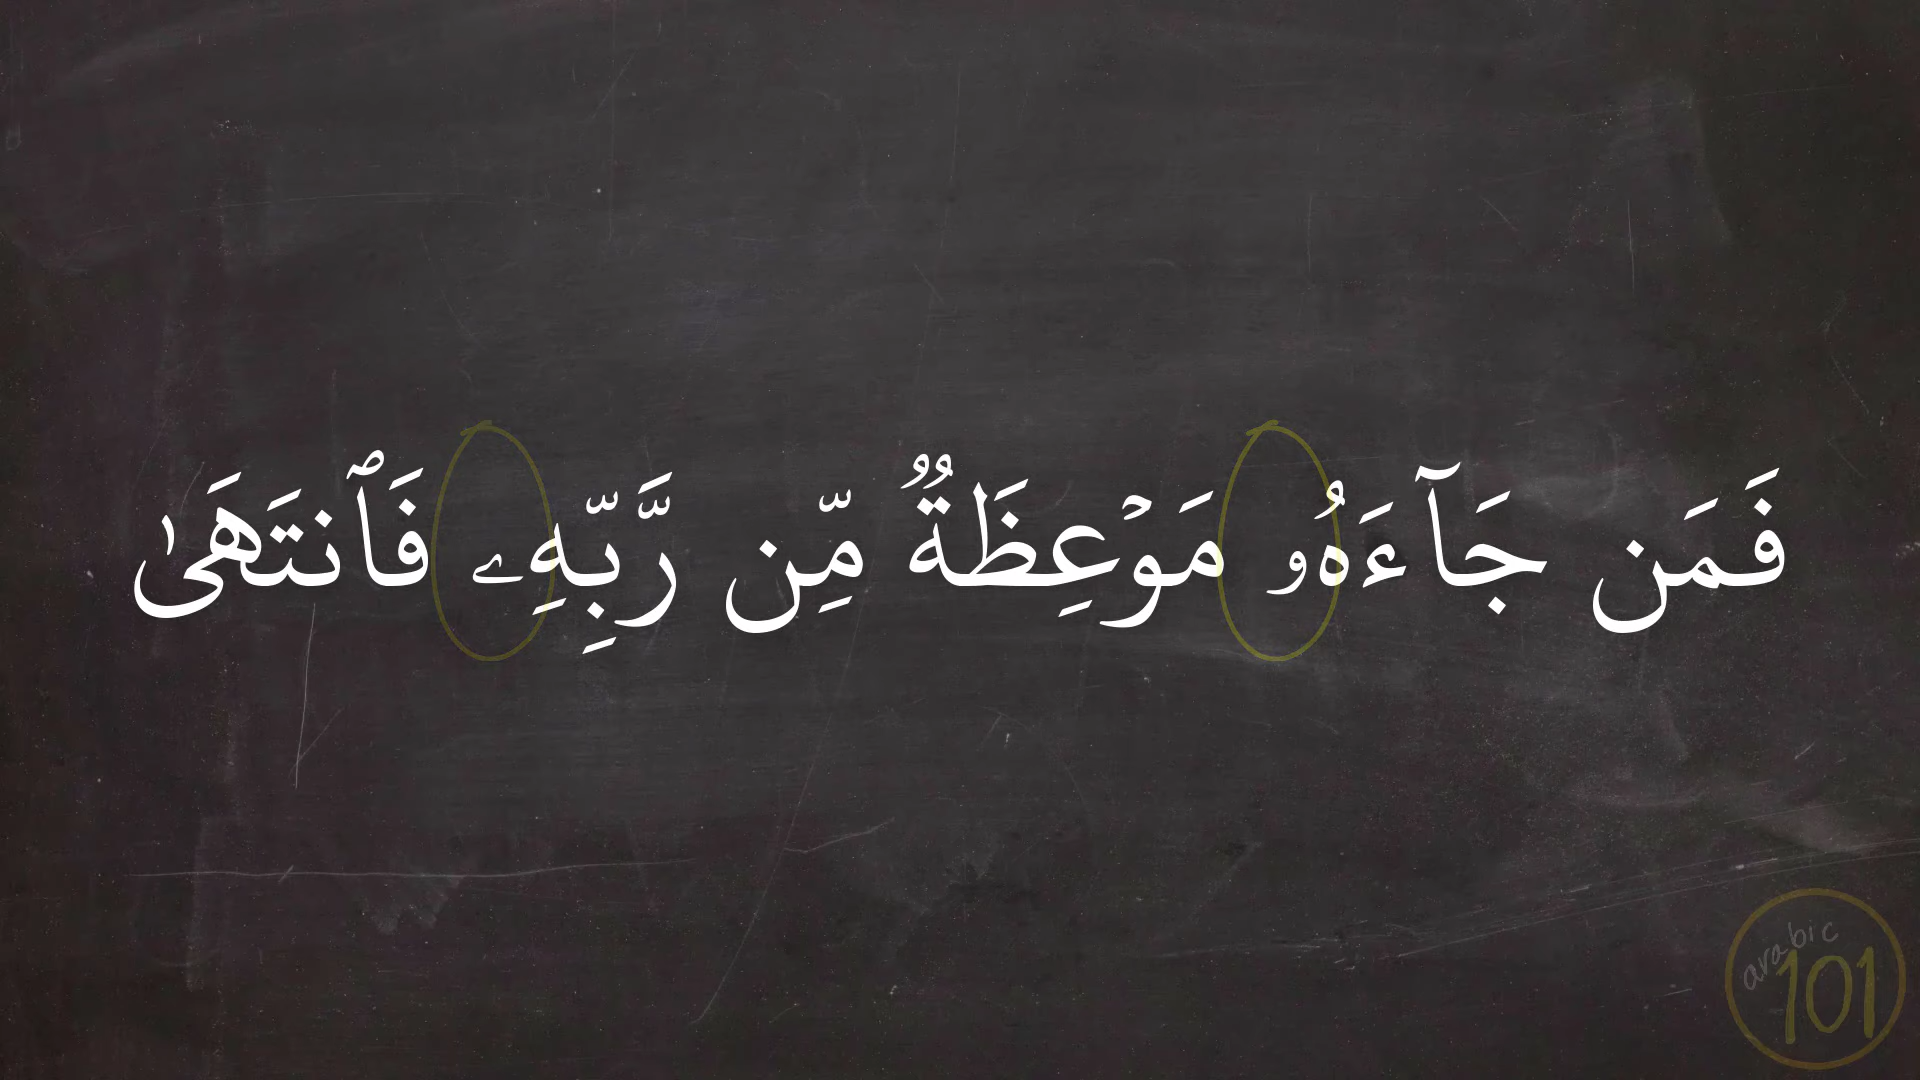 فَمَن جَآءَهُۥ مَوۡعِظَةٌ مِّن رَّبِّهِۦ فَٱنتَهَىٰ
arabic
101